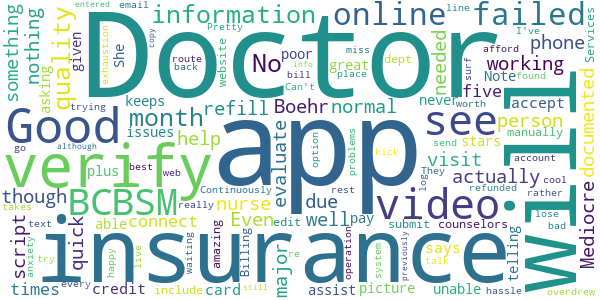 entered
email
line
Doctor
something
nothing
She
exhaustion
copy
Pretty
given
information
online
failed
Services
quality
asking
route
back
website
No
poor
bill
Can't
great
place
info
miss
dept
needed
afford
phone
I've
surf
working
found
trying
month
refill
Boehr
normal
never
Note
five
worth
accept
manually
documented
Good
keeps
issues
help
app
evaluate
option
problems
kick
see
person
stars
send
although
verify
go
though
plus
best
web
nurse
due
visit
They
log
actually
account
cool
rather
refunded
BCBSM
Continuously
rest
well
pay
video
submit
counselors
previously
lose
bad
takes
script
quick
text
able
connect
really
Even
edit
re
says
telling
Mediocre
anxiety
try
happy
every
times
live
credit
waiting
amazing
Billing
card
include
major
still
operation
assist
system
talk
picture
unable
hassle
overdrew
insurance